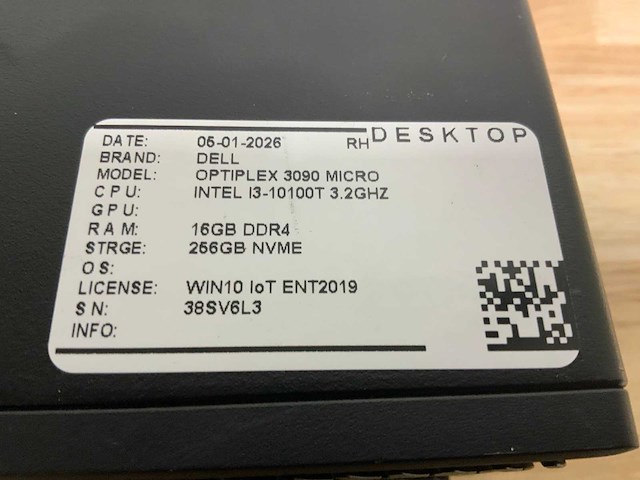 RH DESKTOP
DATE: 05-01-2026
BRAND: DELL
MODEL: OPTIPLEX 3090 MICRO
CPU: INTEL I3-10100T 3.2GHZ
GPU:
RAM: 16GB DDR4
STRGE: 256GB NVME
OS:
LICENSE: WIN10 IoT ENT2019
SN: 38SV6L3
INFO: